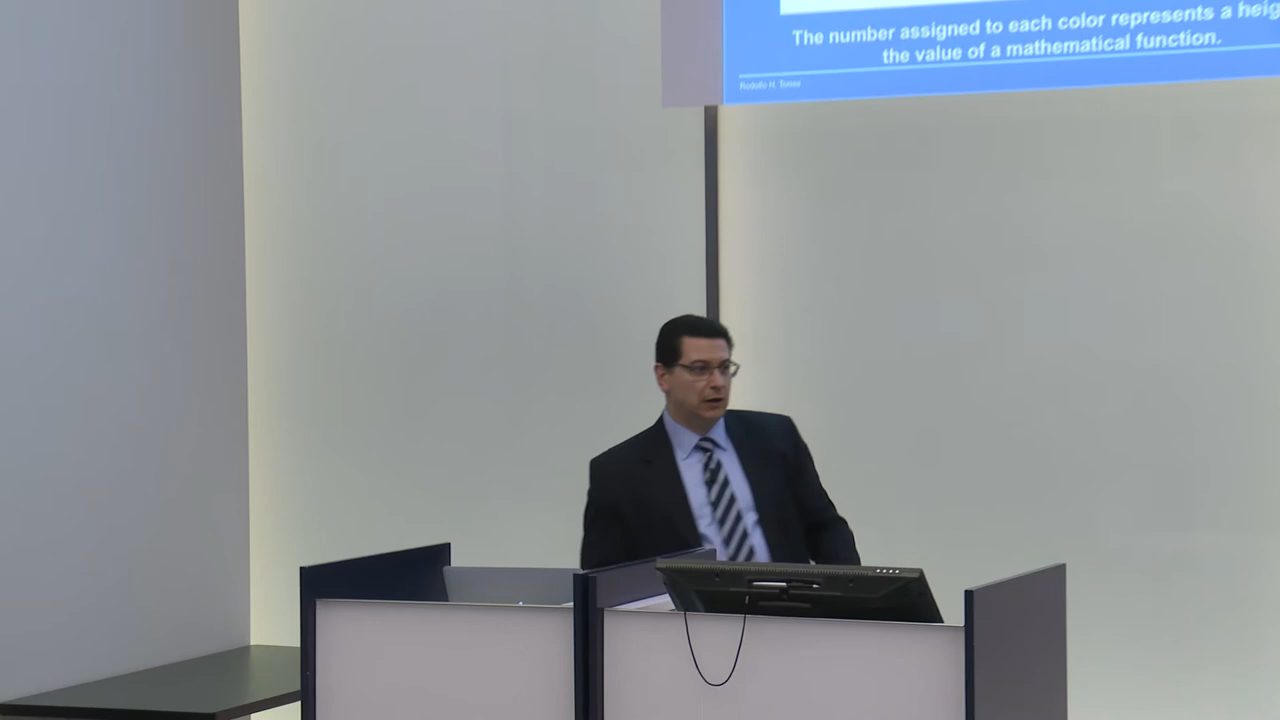 The number assigned to each color represents a heig
the value of a mathematical function.
Rodolfo H. Torres